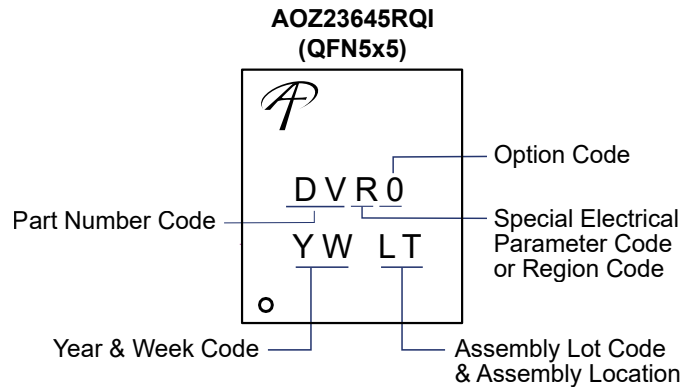 AOZ23645RQI
(QFN5x5)
Option Code
DVR0
Part Number Code
Special Electrical
Parameter Code
or Region Code
YW LT
Year & Week Code
Assembly Lot Code
& Assembly Location